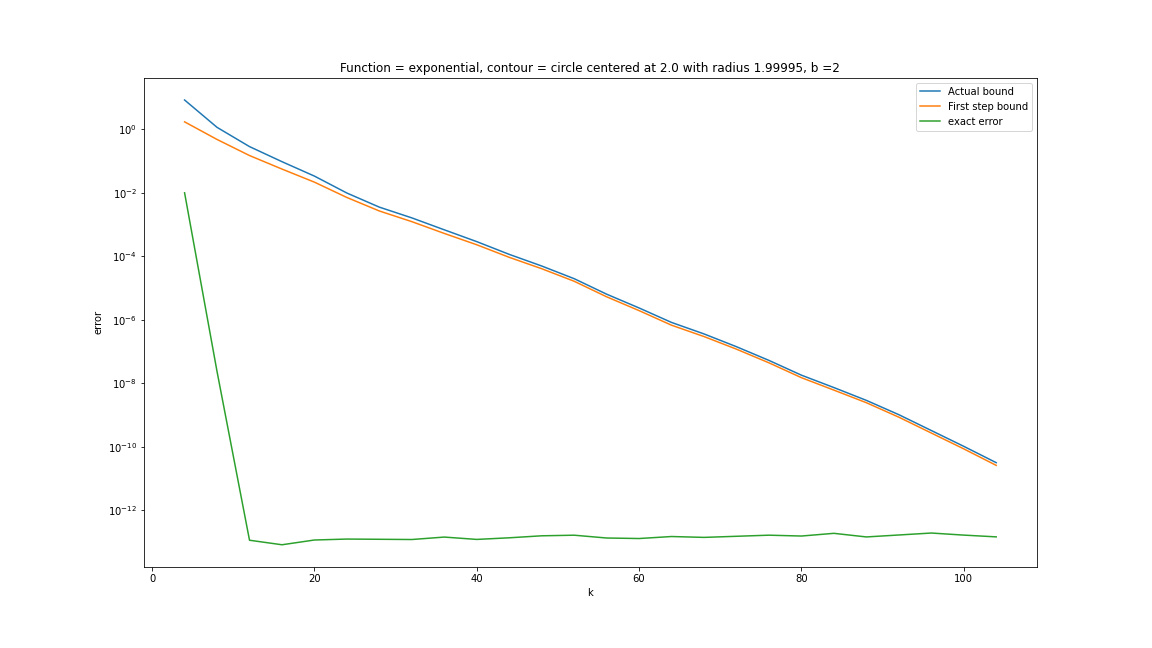 Function = exponential, contour = circle centered at 2.0 with radius 1.99995, b =2
Actual bound
First step bound
exact error
error
10^0
10^−2
10^−4
10^−6
10^−8
10^−10
10^−12
0 20 40 60 80 100
k